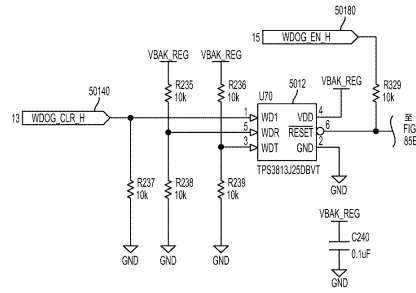 50180
15 WDOG_EN_H
VBAK_REG VBAK_REG
50140
R235
10k
R236
10k
U70
5012
VBAK_REG
R329
10k
13 WDOG_CLR_H
1 WD1 VDD 4
5 WDR RESET 6
3 WDT GND 2
至
FIG
85E
TPS3813J25DBVT
R237
10k
R238
10k
R239
10k
GND
VBAK_REG
C240
0.1uF
GND GND GND
GND